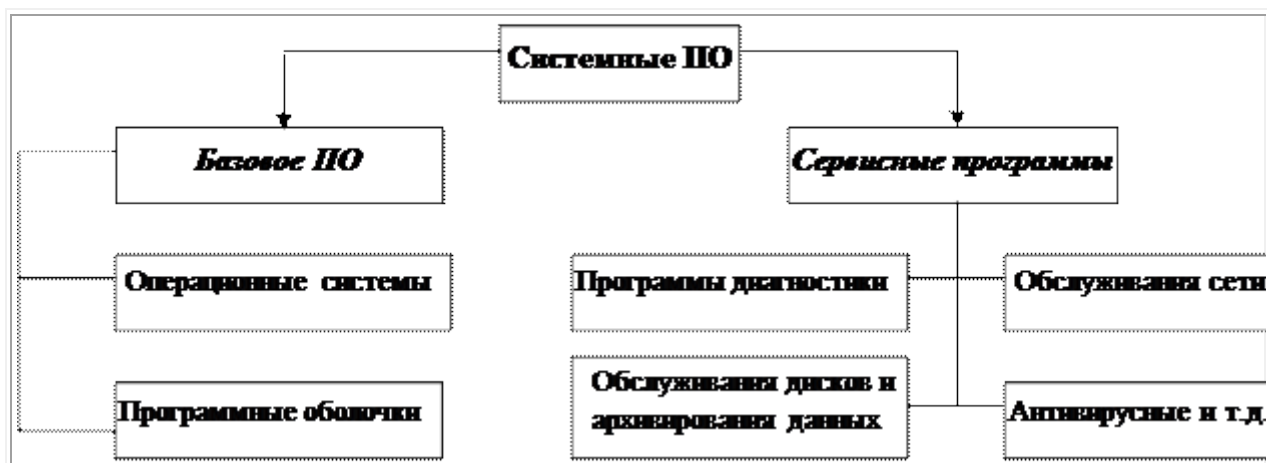 Системные ПО
Базовое ПО
Сервисные программы
Операционные системы
Программы диагностики
Обслуживания сети
Программные оболочки
Обслуживания дисков и
архивирования данных
Антивирусные и т.д.